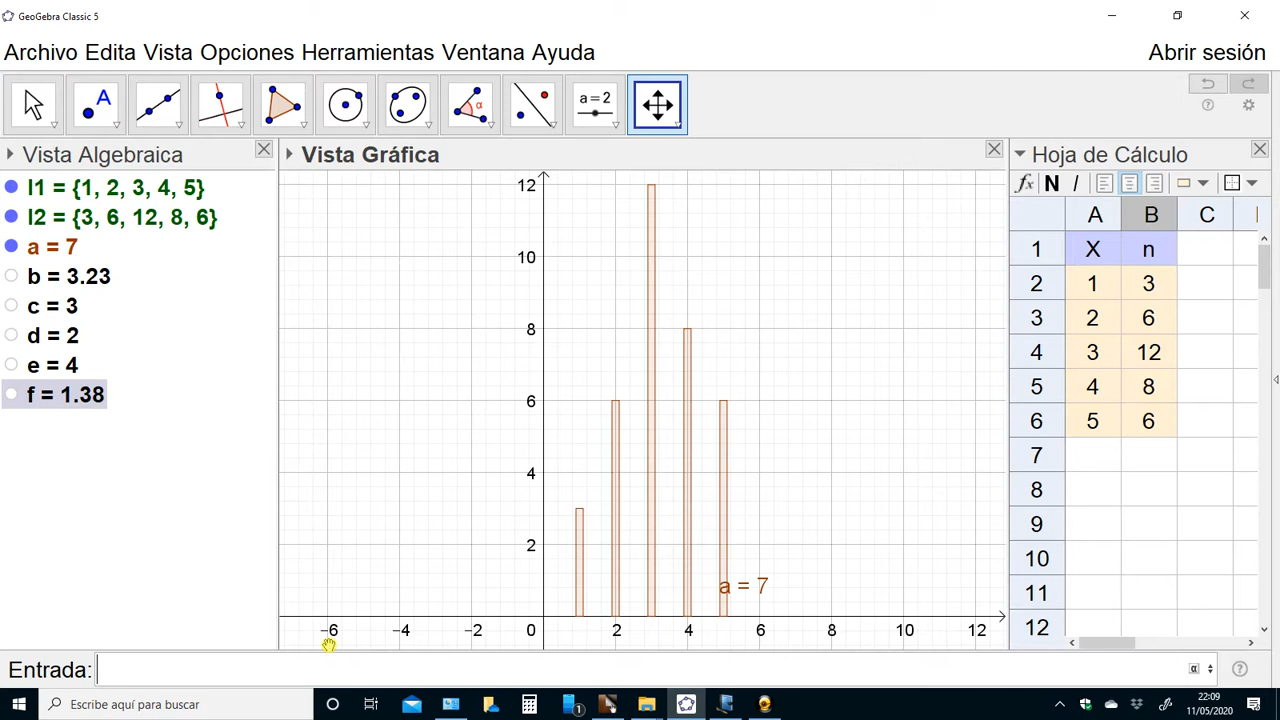 GeoGebra Classic 5
Archivo Edita Vista Opciones Herramientas Ventana Ayuda
Abrir sesión
A
α
a=2
Vista Algebraica
l1 = {1, 2, 3, 4, 5}
l2 = {3, 6, 12, 8, 6}
a = 7
b = 3.23
c = 3
d = 2
e = 4
f = 1.38
Vista Gráfica
12
10
8
6
4
2
a = 7
−6 −4 −2 0 2 4 6 8 10 12
Hoja de Cálculo
fx N I
A B C
1 X n
2 1 3
3 2 6
4 3 12
5 4 8
6 5 6
7
8
9
10
11
12
Entrada:
α
Escribe aquí para buscar
1
22:09
11/05/2020